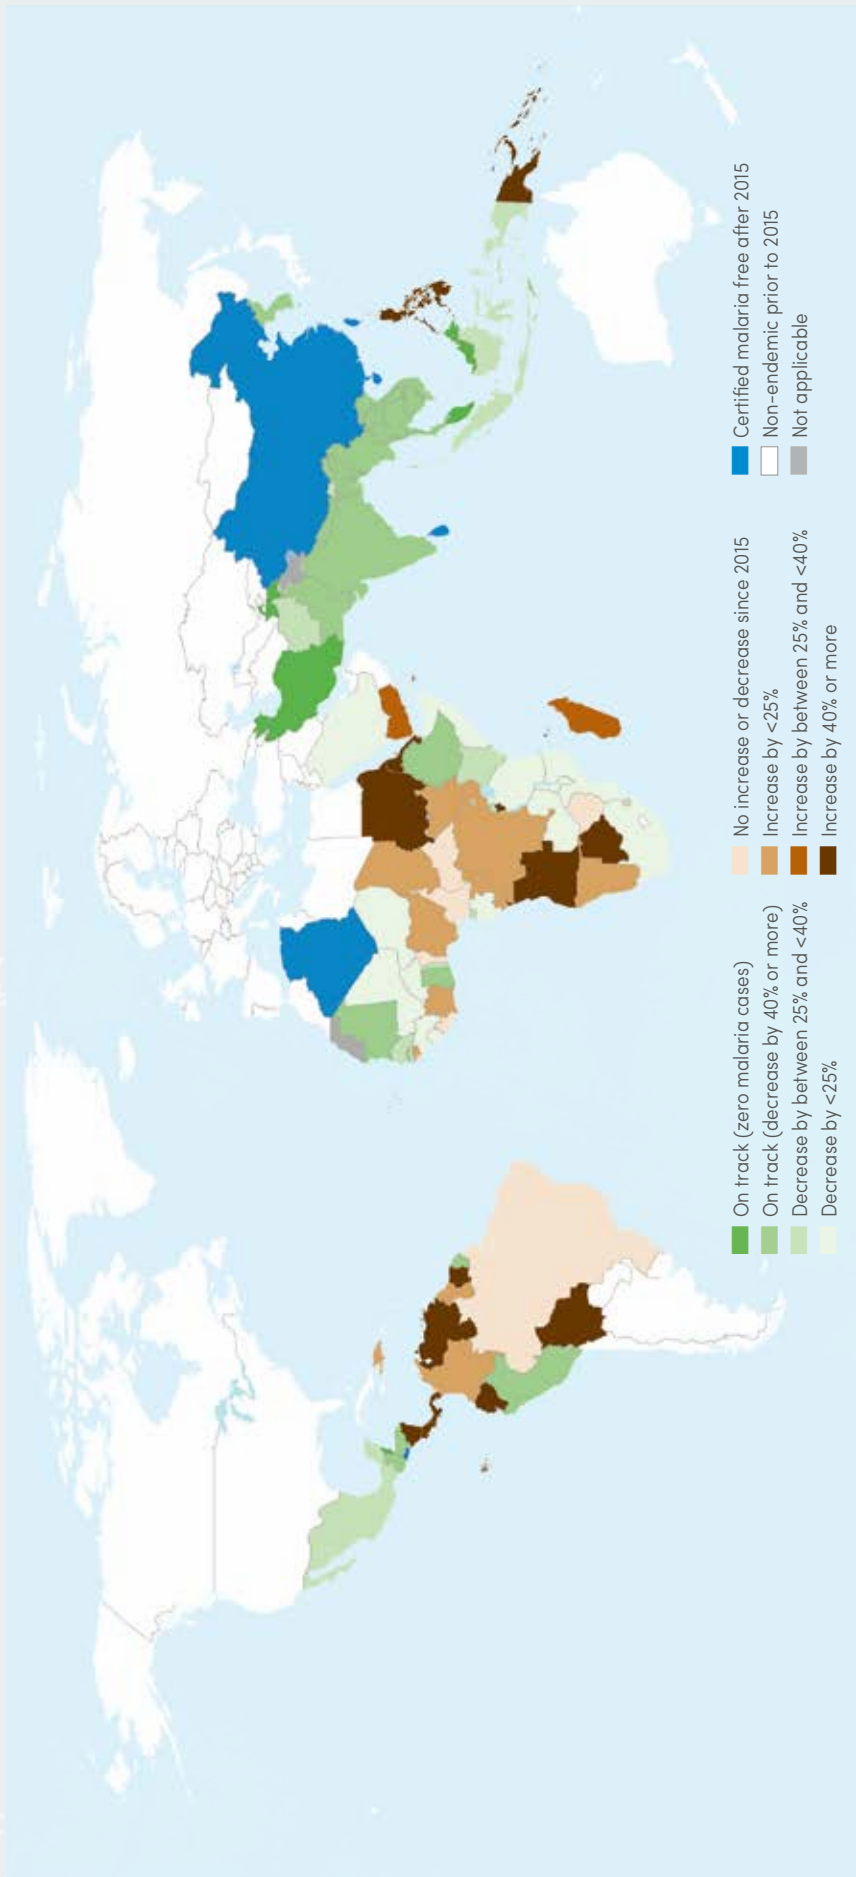 On track (zero malaria cases)
On track (decrease by 40% or more)
Decrease by between 25% and <40%
Decrease by <25%
No increase or decrease since 2015
Increase by <25%
Increase by between 25% and <40%
Increase by 40% or more
Certified malaria free after 2015
Non-endemic prior to 2015
Not applicable